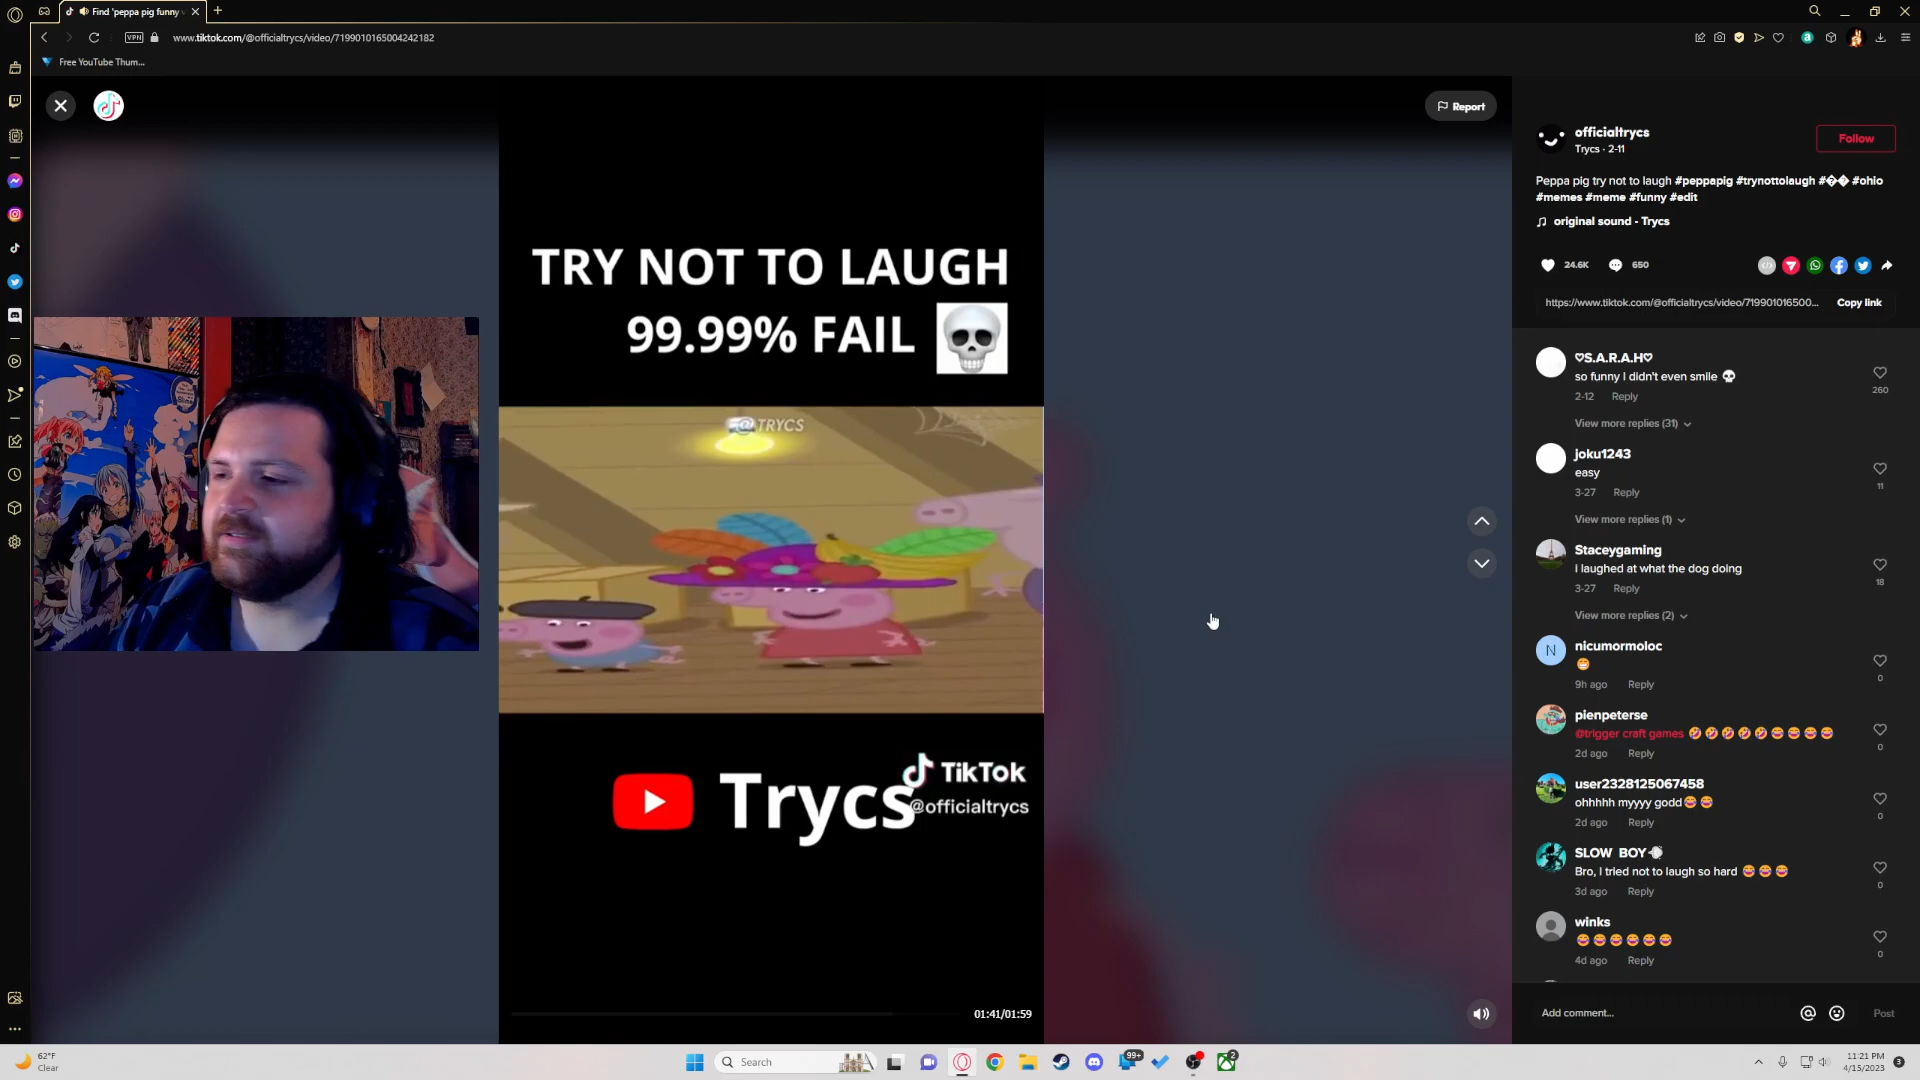 Find 'peppa pig funny
VPN
www.tiktok.com/@officialtrycs/video/7199010165004242182
Free YouTube Thum...
Report
TRY NOT TO LAUGH
99.99% FAIL
@TRYCS
Trycs
TikTok
@officialtrycs
01:41/01:59
officialtrycs
Trycs · 2-11
Follow
Peppa pig try not to laugh #peppapig #trynottolaugh #�� #ohio
#memes #meme #funny #edit
original sound - Trycs
24.6K
650
https://www.tiktok.com/@officialtrycs/video/719901016500...
Copy link
♡S.A.R.A.H♡
so funny I didn't even smile 💀
260
2-12 Reply
View more replies (31)
joku1243
easy
11
3-27 Reply
View more replies (1)
Staceygaming
I laughed at what the dog doing
18
3-27 Reply
View more replies (2)
N
nicumormoloc
😁
0
9h ago Reply
pienpeterse
@trigger craft games 🤣🤣🤣🤣🤣😂😂😂😂
0
2d ago Reply
user2328125067458
ohhhhh myyyy godd😂😂
0
2d ago Reply
SLOW BOY💨
Bro, I tried not to laugh so hard 😂😂😂
0
3d ago Reply
winks
😂😂😂😂😂😂
0
4d ago Reply
Add comment...
Post
62°F
Clear
Search
99+
2
11:21 PM
4/15/2023
3